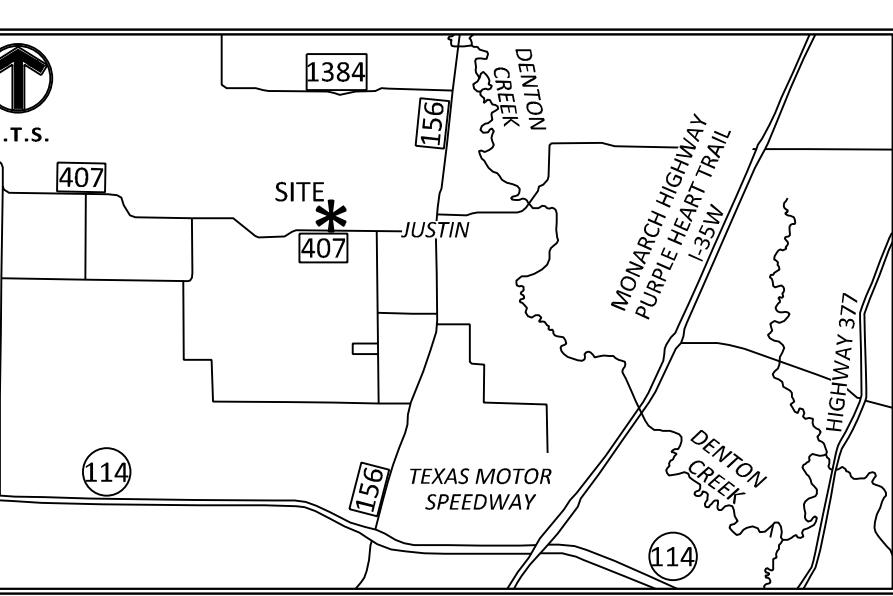 1384
DENTON
CREEK
156
.T.S.
407
SITE
*
407
JUSTIN
MONARCH HIGHWAY
PURPLE HEART TRAIL
I-35W
HIGHWAY 377
114
156
TEXAS MOTOR
SPEEDWAY
DENTON
CREEK
114